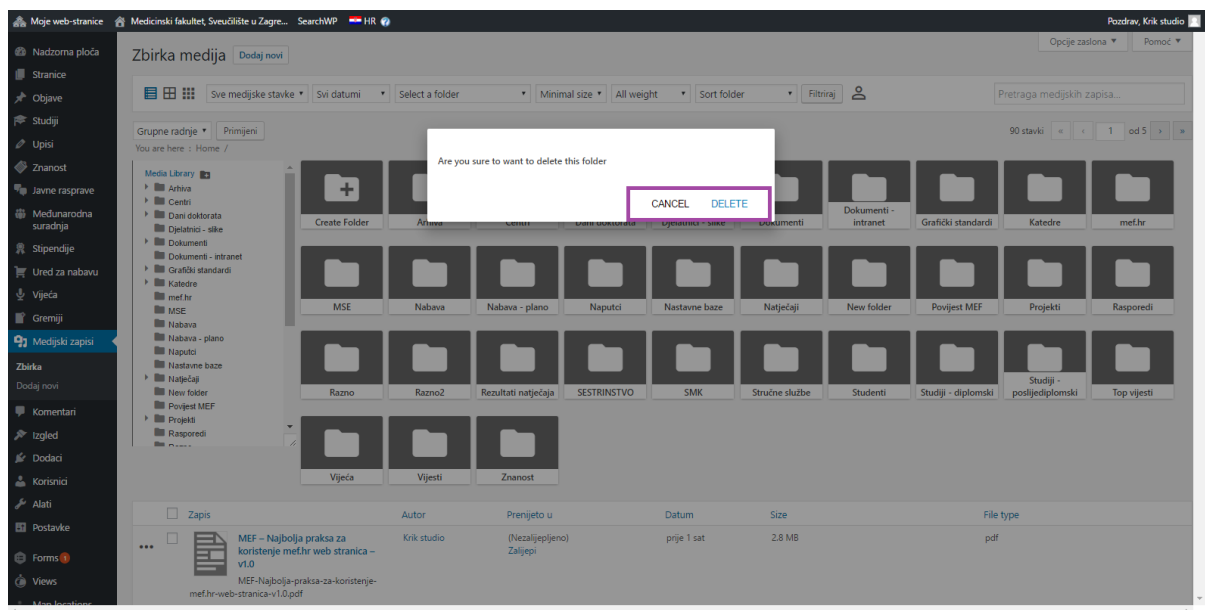 Moje web-stranice Medicinski fakultet, Sveučilište u Zagre... SearchWP HR Pozdrav, Krik studio
Nadzorna ploča
Stranice
Objave
Studiji
Upisi
Znanost
Javne rasprave
Međunarodna
suradnja
Stipendije
Ured za nabavu
Vijeća
Gremiji
Medijski zapisi
Zbirka
Dodaj novi
Komentari
Izgled
Dodaci
Korisnici
Alati
Postavke
Forms 1
Views
Map locations
Opcije zaslona Pomoć
Zbirka medija Dodaj novi
Sve medijske stavke Svi datumi Select a folder Minimal size All weight Sort folder Filtriraj Pretraga medijskih zapisa...
Grupne radnje Primijeni 90 stavki « ‹ 1 od 5 › »
You are here : Home /
Are you sure to want to delete this folder
CANCEL DELETE
Media Library
Arhiva
Centri
Dani doktorata
Djelatnici - slike
Dokumenti
Dokumenti - intranet
Grafički standardi
Katedre
mef.hr
MSE
Nabava
Nabava - plano
Naputci
Nastavne baze
Natječaji
New folder
Povijest MEF
Projekti
Rasporedi
Create Folder Arhiva Centri Dani doktorata Djelatnici - slike Dokumenti Dokumenti -
intranet Grafički standardi Katedre mef.hr
MSE Nabava Nabava - plano Naputci Nastavne baze Natječaji New folder Povijest MEF Projekti Rasporedi
Razno Razno2 Rezultati natječaja SESTRINSTVO SMK Stručne službe Studenti Studiji - diplomski Studiji -
poslijediplomski Top vijesti
Vijeća Vijesti Znanost
Zapis Autor Prenijeto u Datum Size File type
MEF – Najbolja praksa za Krik studio (Nezalijepljeno) prije 1 sat 2.8 MB pdf
koristenje mef.hr web stranica – Zalijepi
v1.0
MEF-Najbolja-praksa-za-koristenje-
mef.hr-web-stranica-v1.0.pdf